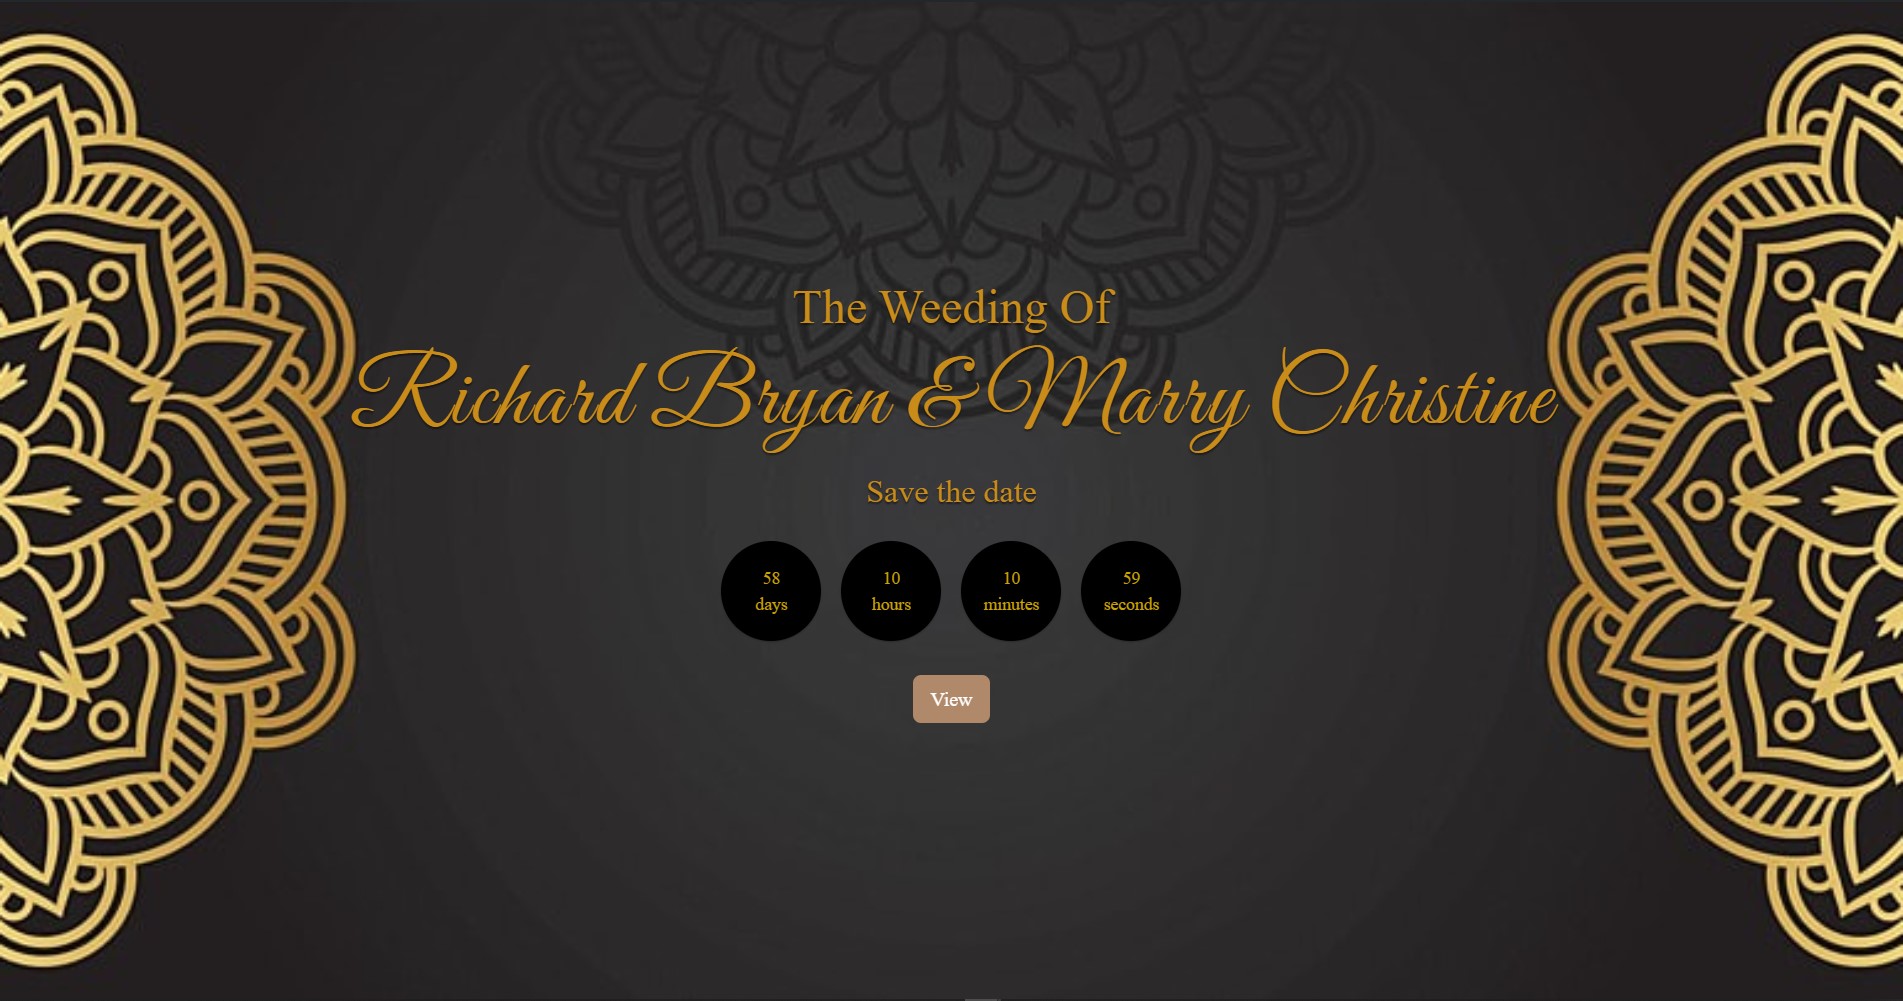 The Weeding Of
Richard Bryan & Marry Christine
Save the date
58 10 10 59
days hours minutes seconds
View